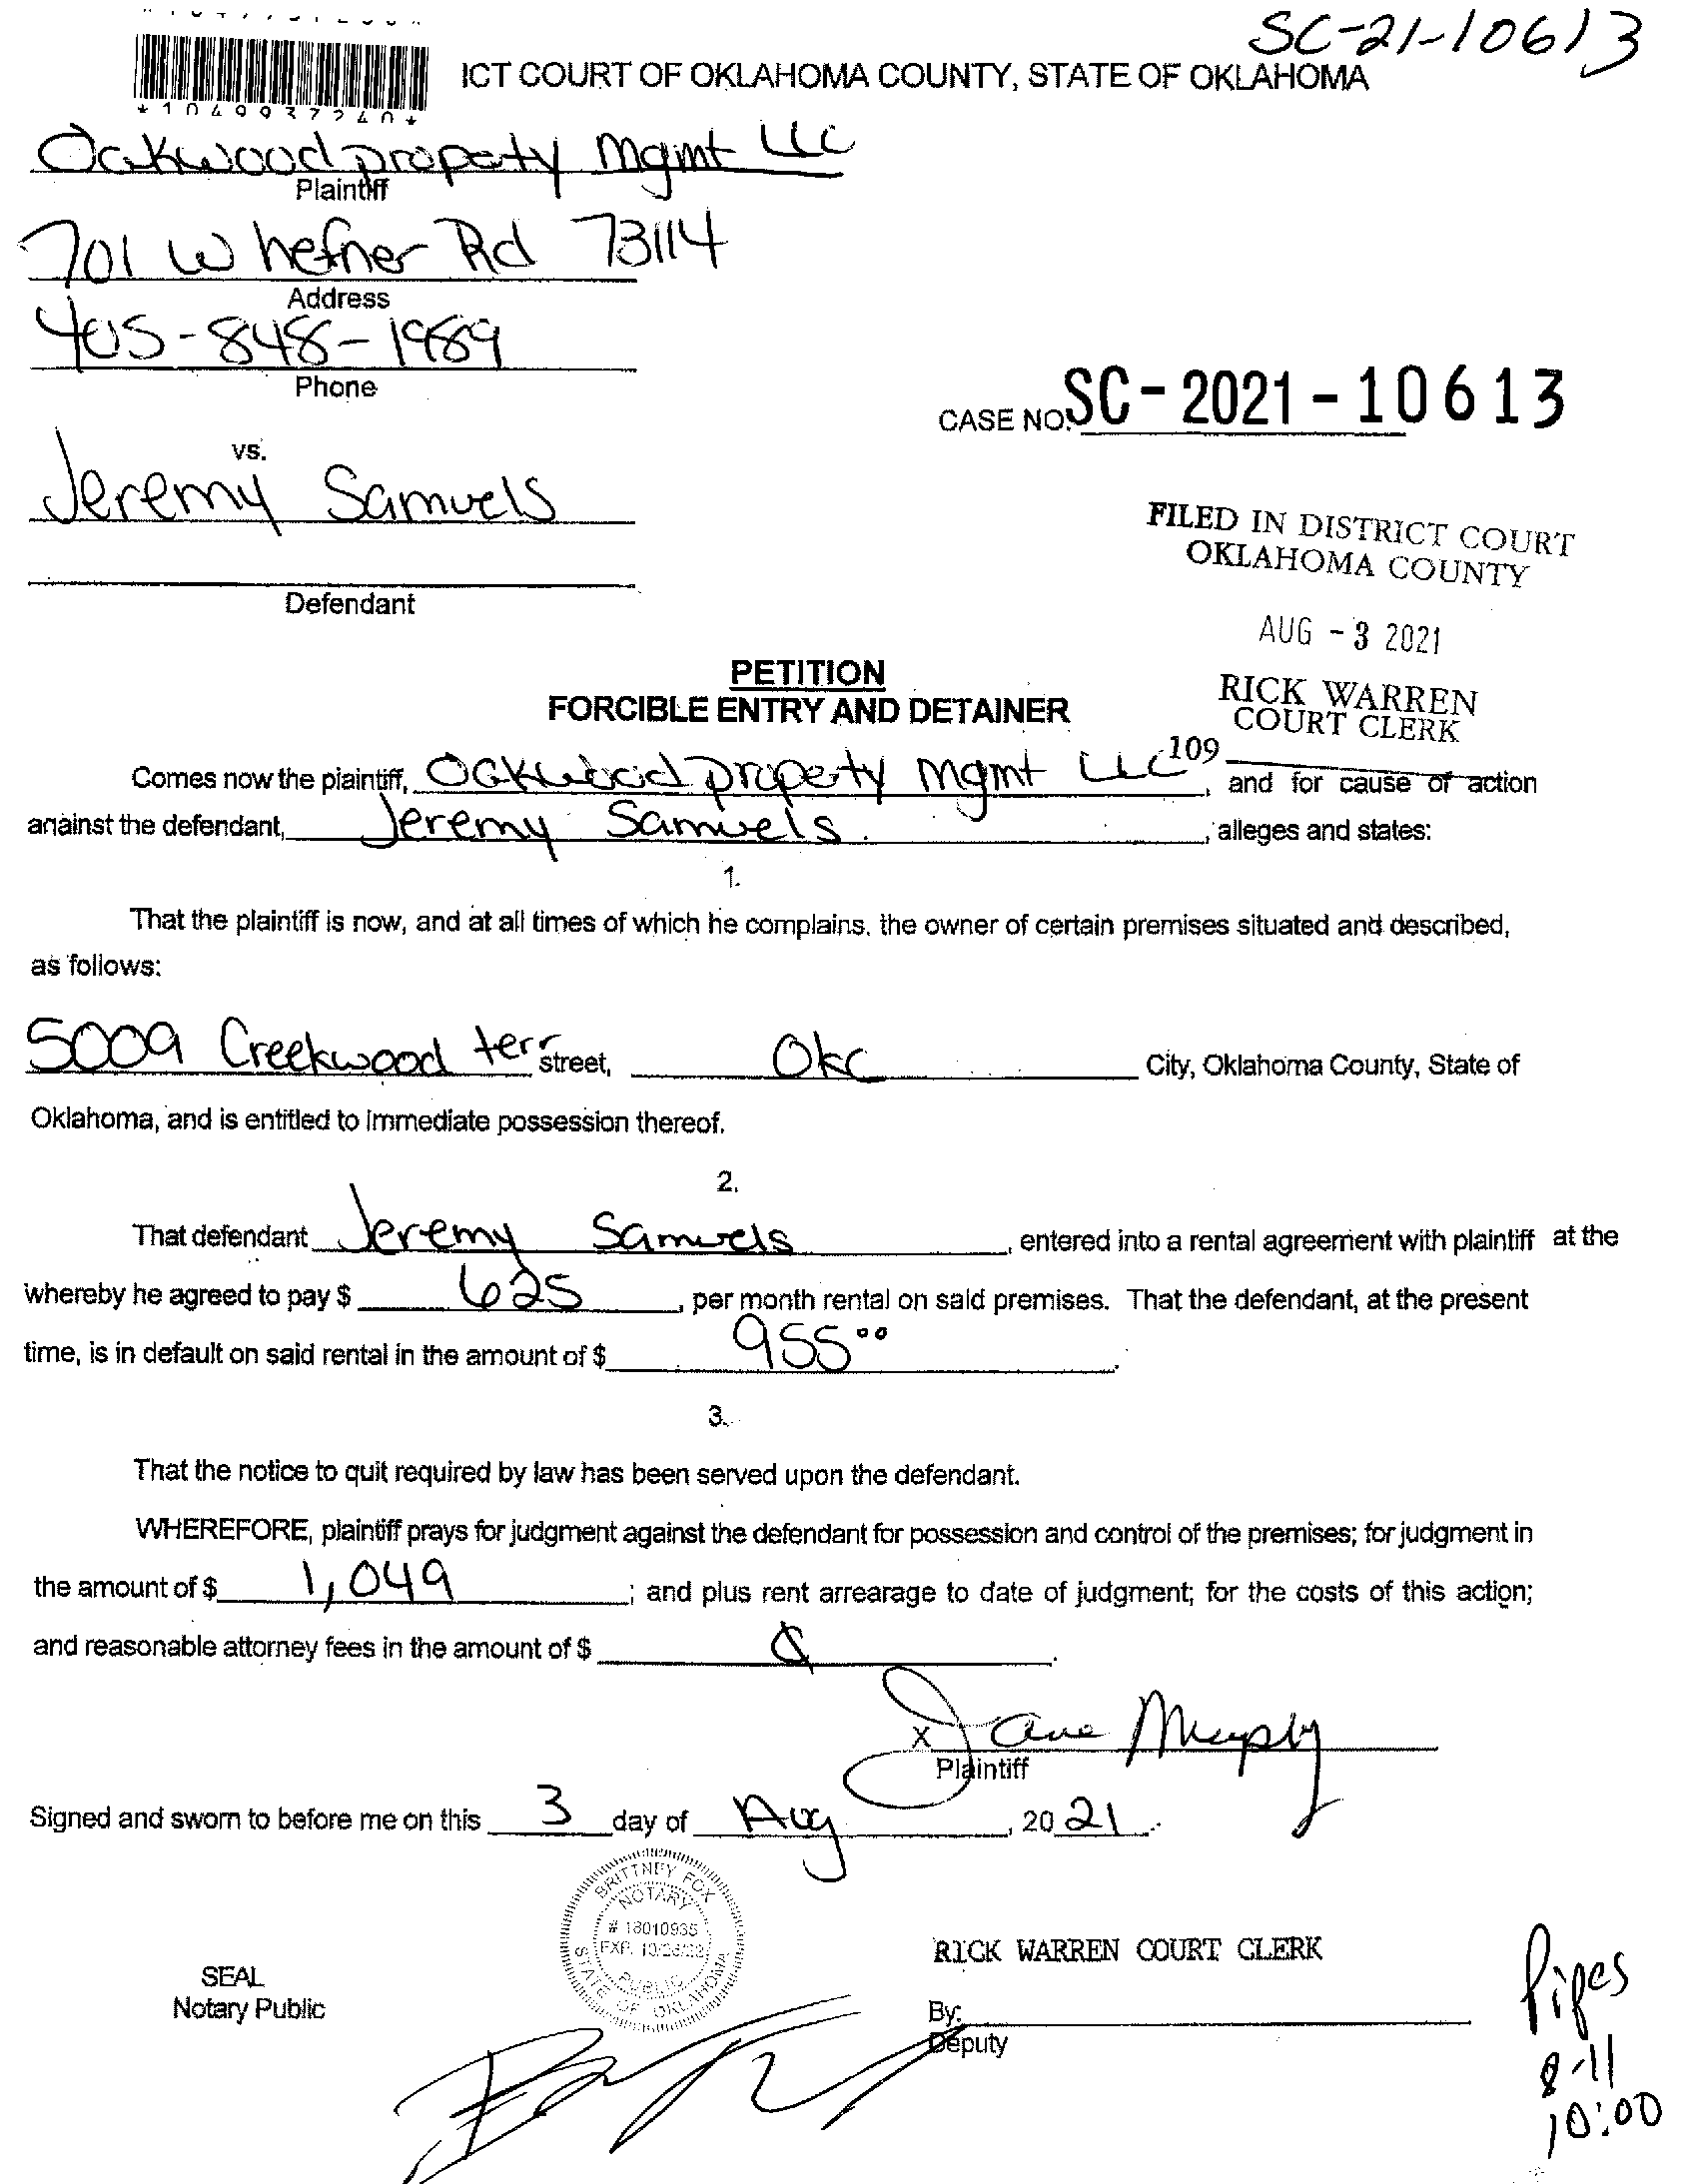 SC-21-10613
ICT COURT OF OKLAHOMA COUNTY, STATE OF OKLAHOMA
*1049937240*
Oakwood property Mgmt LLC
Plaintiff
701 W hefner Rd 73114
Address
405-848-1989
Phone
CASE NO. SC-2021-10613
vs.
Jeremy Samuels
FILED IN DISTRICT COURT
OKLAHOMA COUNTY
Defendant
AUG - 3 2021
PETITION
RICK WARREN
FORCIBLE ENTRY AND DETAINER
COURT CLERK
109
Comes now the plaintiff, Oakwood property Mgmt LLC, and for cause of action
against the defendant, Jeremy Samuels, alleges and states:
1.
That the plaintiff is now, and at all times of which he complains, the owner of certain premises situated and described,
as follows:
5009 Creekwood terr street, Okc City, Oklahoma County, State of
Oklahoma, and is entitled to immediate possession thereof.
2.
That defendant Jeremy Samuels, entered into a rental agreement with plaintiff at the
whereby he agreed to pay $ 625, per month rental on said premises. That the defendant, at the present
time, is in default on said rental in the amount of $ 955 00.
3.
That the notice to quit required by law has been served upon the defendant.
WHEREFORE, plaintiff prays for judgment against the defendant for possession and control of the premises; for judgment in
the amount of $ 1,049; and plus rent arrearage to date of judgment; for the costs of this action;
and reasonable attorney fees in the amount of $
X Jane Murphy
Plaintiff
Signed and sworn to before me on this 3 day of Aug, 2021.
BRITTNEY FOX
NOTARY
# 18010935
PUBLIC
STATE OF OKLAHOMA
RICK WARREN COURT CLERK
SEAL
Notary Public
By:
Deputy
Pipes
8-11
10:00